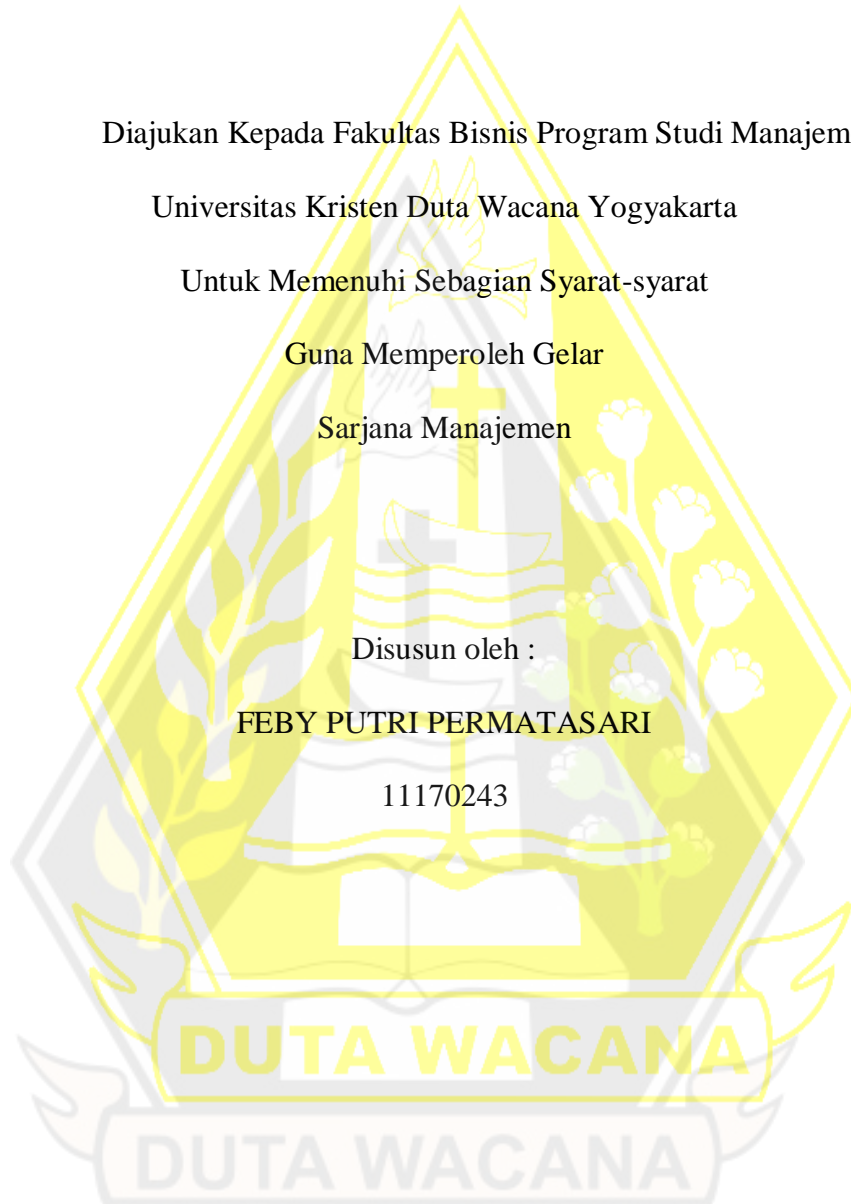 Diajukan Kepada Fakultas Bisnis Program Studi Manajem
Universitas Kristen Duta Wacana Yogyakarta
Untuk Memenuhi Sebagian Syarat-syarat
Guna Memperoleh Gelar
Sarjana Manajemen
Disusun oleh :
FEBY PUTRI PERMATASARI
11170243
DUTA WACANA
DUTA WACANA